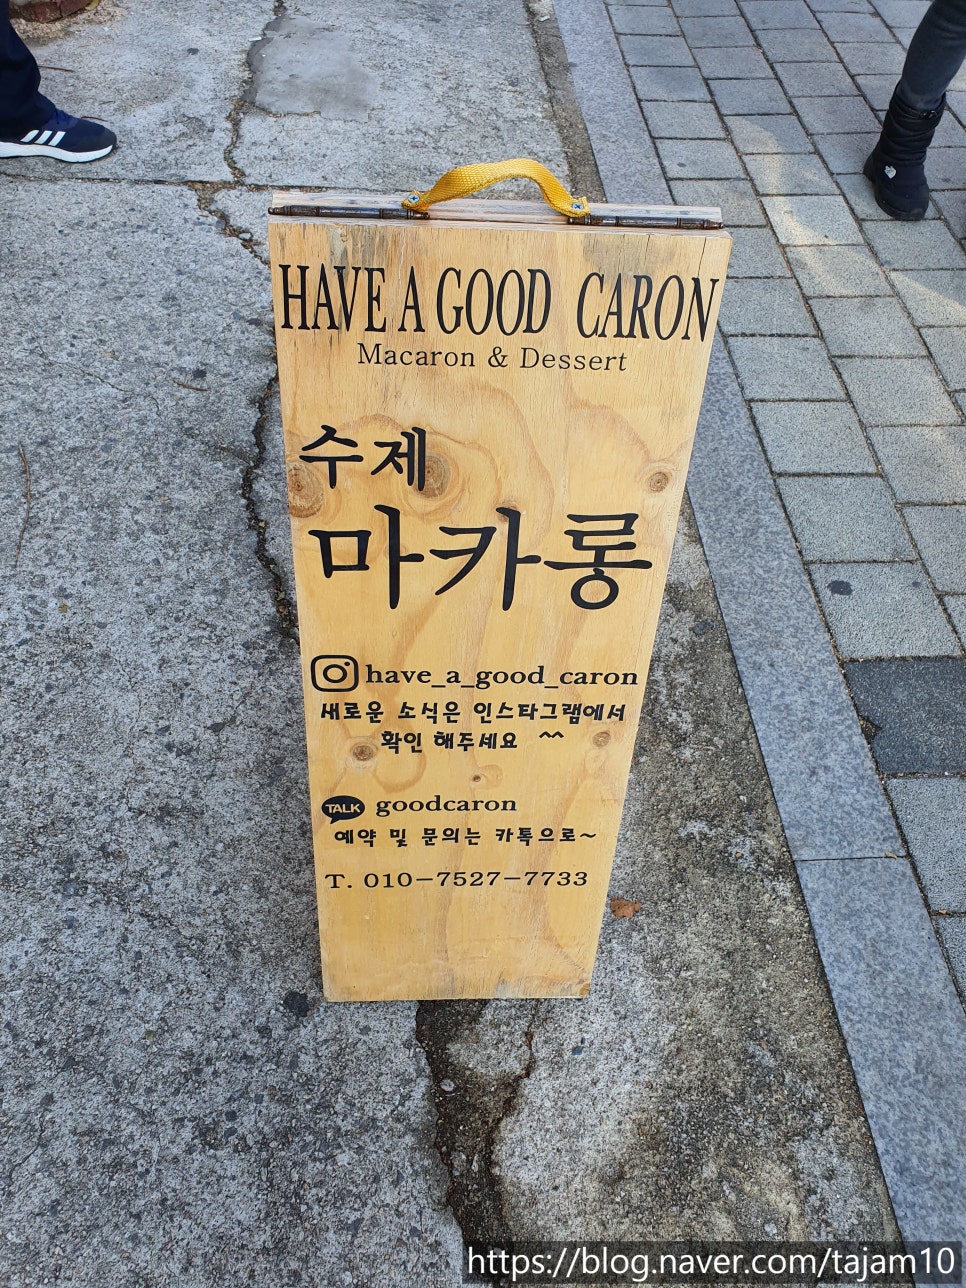 HAVE A GOOD CARON
Macaron & Dessert
수제
마카롱
have_a_good_caron
새로운 소식은 인스타그램에서
확인 해주세요 ^^
TALK goodcaron
예약 및 문의는 카톡으로~
T. 010-7527-7733
https://blog.naver.com/tajam10